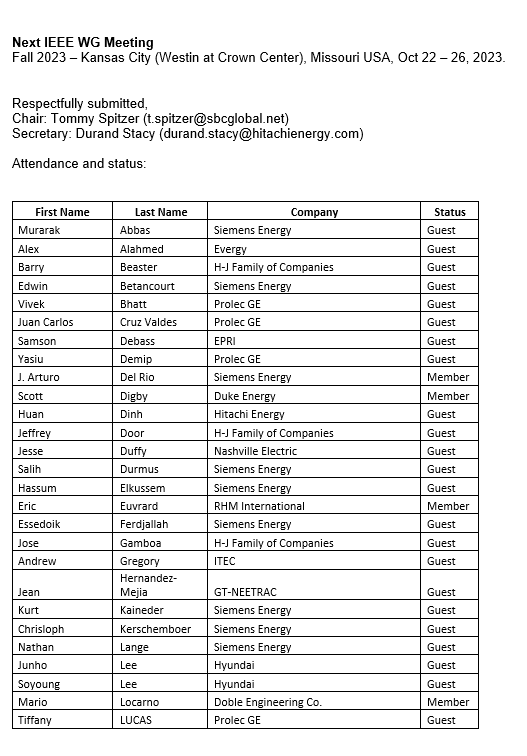 Next IEEE WG Meeting
Fall 2023 – Kansas City (Westin at Crown Center), Missouri USA, Oct 22 – 26, 2023.
Respectfully submitted,
Chair: Tommy Spitzer (t.spitzer@sbcglobal.net)
Secretary: Durand Stacy (durand.stacy@hitachienergy.com)
Attendance and status:
First Name Last Name Company Status
Murarak Abbas Siemens Energy Guest
Alex Alahmed Evergy Guest
Barry Beaster H-J Family of Companies Guest
Edwin Betancourt Siemens Energy Guest
Vivek Bhatt Prolec GE Guest
Juan Carlos Cruz Valdes Prolec GE Guest
Samson Debass EPRI Guest
Yasiu Demip Prolec GE Guest
J. Arturo Del Rio Siemens Energy Member
Scott Digby Duke Energy Member
Huan Dinh Hitachi Energy Guest
Jeffrey Door H-J Family of Companies Guest
Jesse Duffy Nashville Electric Guest
Salih Durmus Siemens Energy Guest
Hassum Elkussem Siemens Energy Guest
Eric Euvrard RHM International Member
Essedoik Ferdjallah Siemens Energy Guest
Jose Gamboa H-J Family of Companies Guest
Andrew Gregory ITEC Guest
Hernandez-
Jean Mejia GT-NEETRAC Guest
Kurt Kaineder Siemens Energy Guest
Chrisloph Kerschemboer Siemens Energy Guest
Nathan Lange Siemens Energy Guest
Junho Lee Hyundai Guest
Soyoung Lee Hyundai Guest
Mario Locarno Doble Engineering Co. Member
Tiffany LUCAS Prolec GE Guest